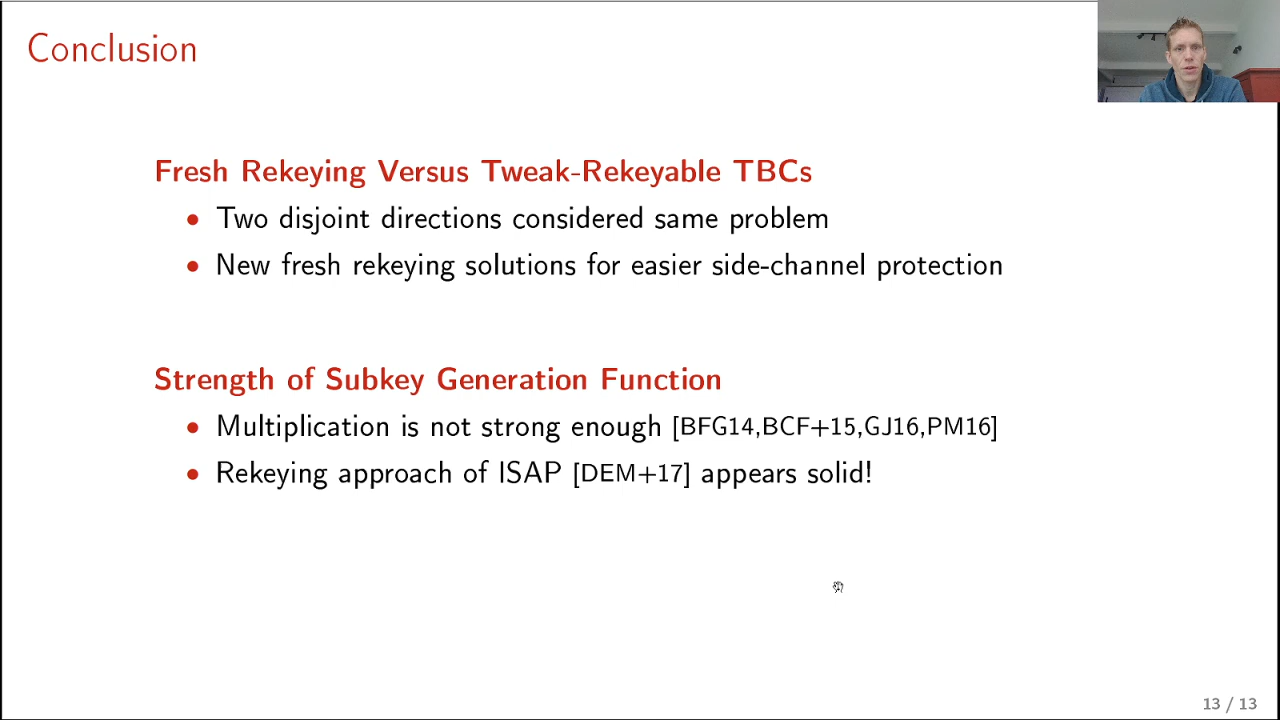 Conclusion
Fresh Rekeying Versus Tweak-Rekeyable TBCs
• Two disjoint directions considered same problem
• New fresh rekeying solutions for easier side-channel protection
Strength of Subkey Generation Function
• Multiplication is not strong enough [BFG14,BCF+15,GJ16,PM16]
• Rekeying approach of ISAP [DEM+17] appears solid!
13 / 13